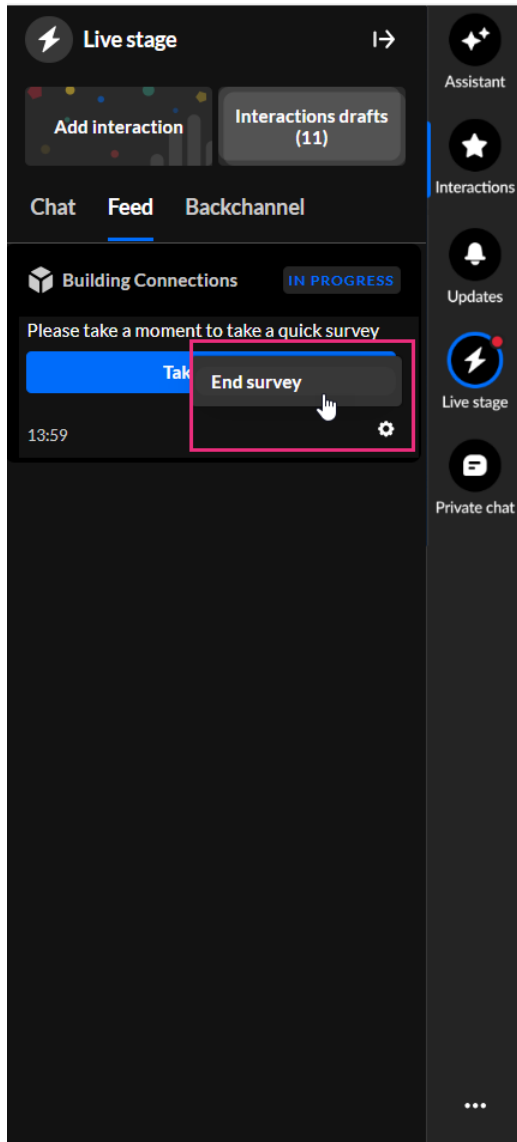 Live stage
Add interaction
Interactions drafts
(11)
Chat Feed Backchannel
Building Connections
IN PROGRESS
Please take a moment to take a quick survey
Tak
End survey
13:59
Assistant
Interactions
Updates
Live stage
Private chat